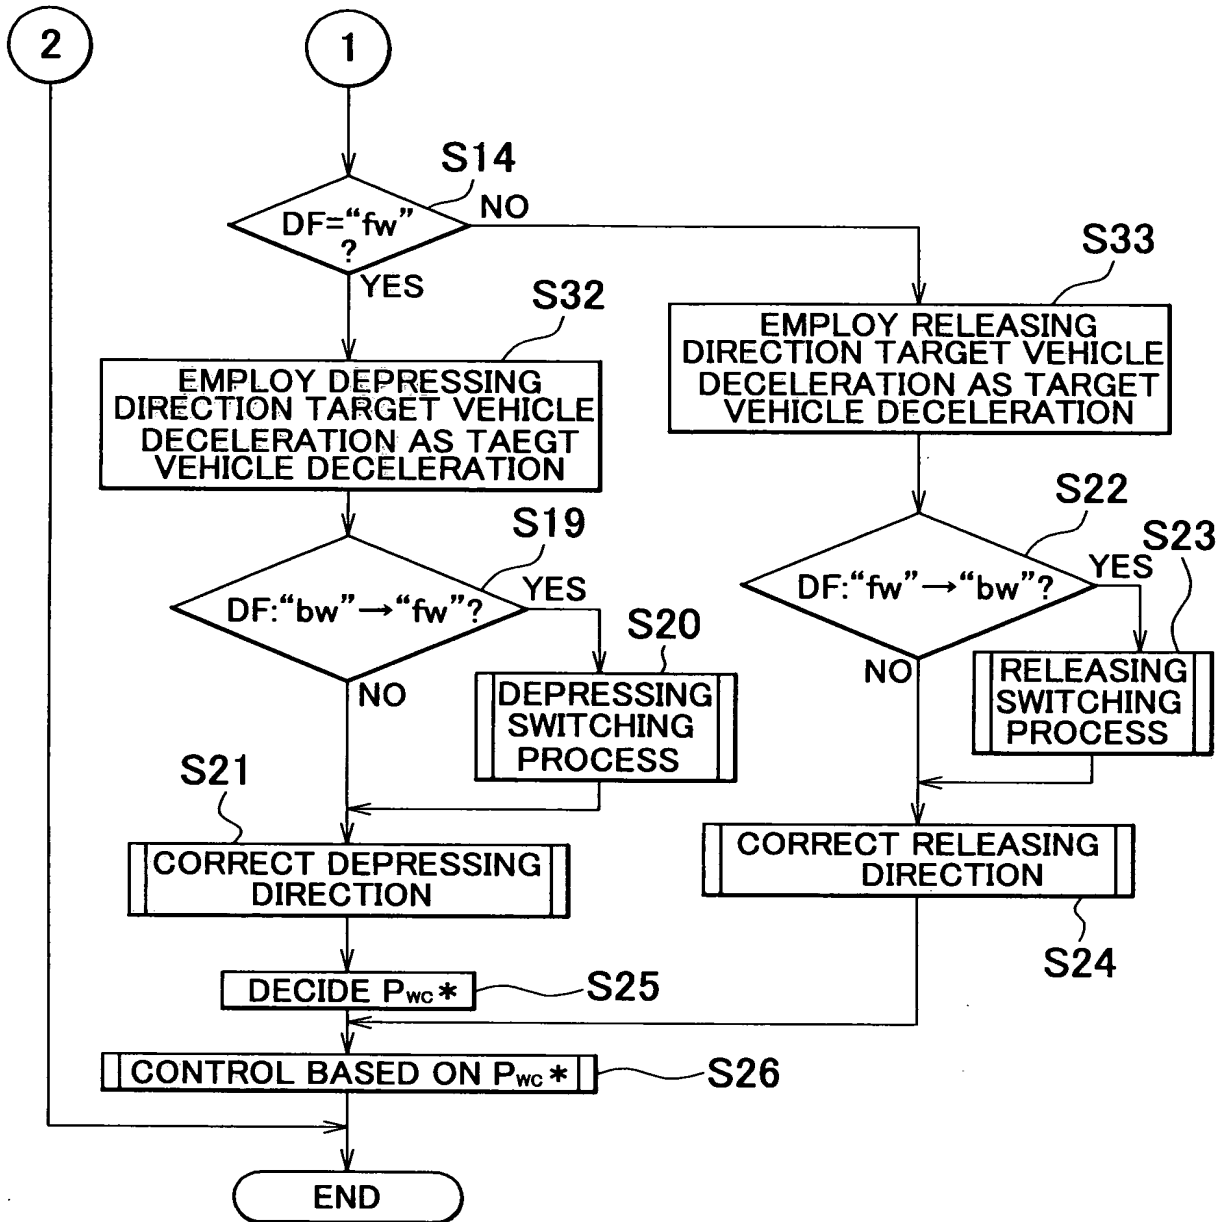 2
1
S14
DF="fw"
?
NO
YES
S33
S32
EMPLOY RELEASING
DIRECTION TARGET VEHICLE
DECELERATION AS TARGET
VEHICLE DECELERATION
EMPLOY DEPRESSING
DIRECTION TARGET VEHICLE
DECELERATION AS TAEGT
VEHICLE DECELERATION
S19
S22
S23
DF:"bw"→"fw"?
YES
DF:"fw"→"bw"?
YES
S20
NO
NO
DEPRESSING
SWITCHING
PROCESS
RELEASING
SWITCHING
PROCESS
S21
CORRECT DEPRESSING
DIRECTION
CORRECT RELEASING
DIRECTION
S24
DECIDE PWC*
S25
CONTROL BASED ON PWC*
S26
END